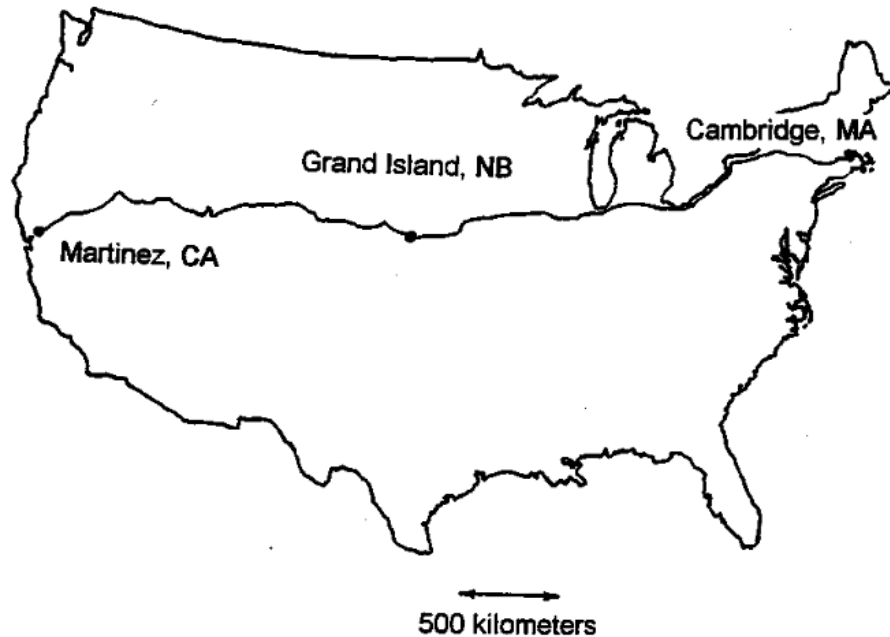 Cambridge, MA
Grand Island, NB
Martinez, CA
500 kilometers